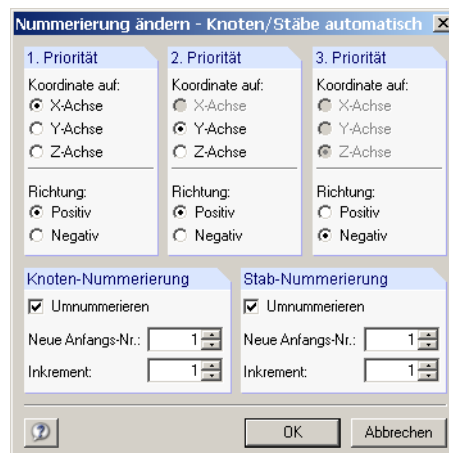 Nummerierung ändern - Knoten/Stäbe automatisch
1. Priorität
Koordinate auf:
X-Achse
Y-Achse
Z-Achse
Richtung:
Positiv
Negativ
2. Priorität
Koordinate auf:
X-Achse
Y-Achse
Z-Achse
Richtung:
Positiv
Negativ
3. Priorität
Koordinate auf:
X-Achse
Y-Achse
Z-Achse
Richtung:
Positiv
Negativ
Knoten-Nummerierung
Umnummerieren
Neue Anfangs-Nr.: 1
Inkrement: 1
Stab-Nummerierung
Umnummerieren
Neue Anfangs-Nr.: 1
Inkrement: 1
OK
Abbrechen